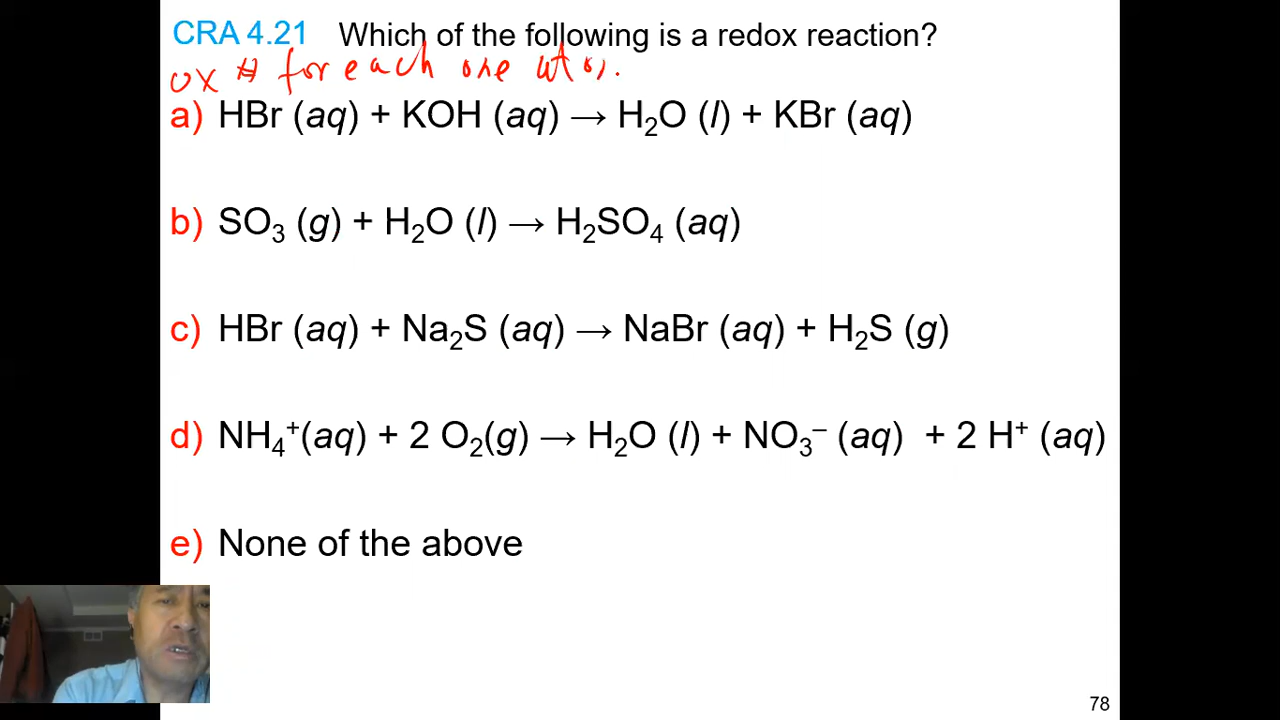 CRA 4.21 Which of the following is a redox reaction?
ox # for each one atom.
a) HBr (aq) + KOH (aq) → H₂O (l) + KBr (aq)
b) SO₃ (g) + H₂O (l) → H₂SO₄ (aq)
c) HBr (aq) + Na₂S (aq) → NaBr (aq) + H₂S (g)
d) NH₄⁺(aq) + 2 O₂(g) → H₂O (l) + NO₃⁻ (aq) + 2 H⁺ (aq)
e) None of the above
78